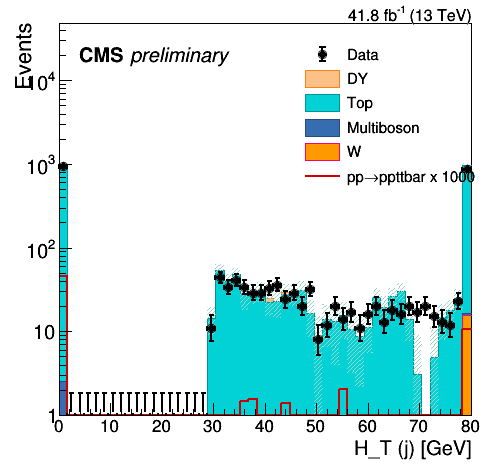 41.8 fb⁻¹ (13 TeV)
Events
CMS preliminary
Data
DY
Top
Multiboson
W
pp→ppttbar x 1000
10⁴
10³
10²
10
1
0 10 20 30 40 50 60 70 80
H_T (j) [GeV]